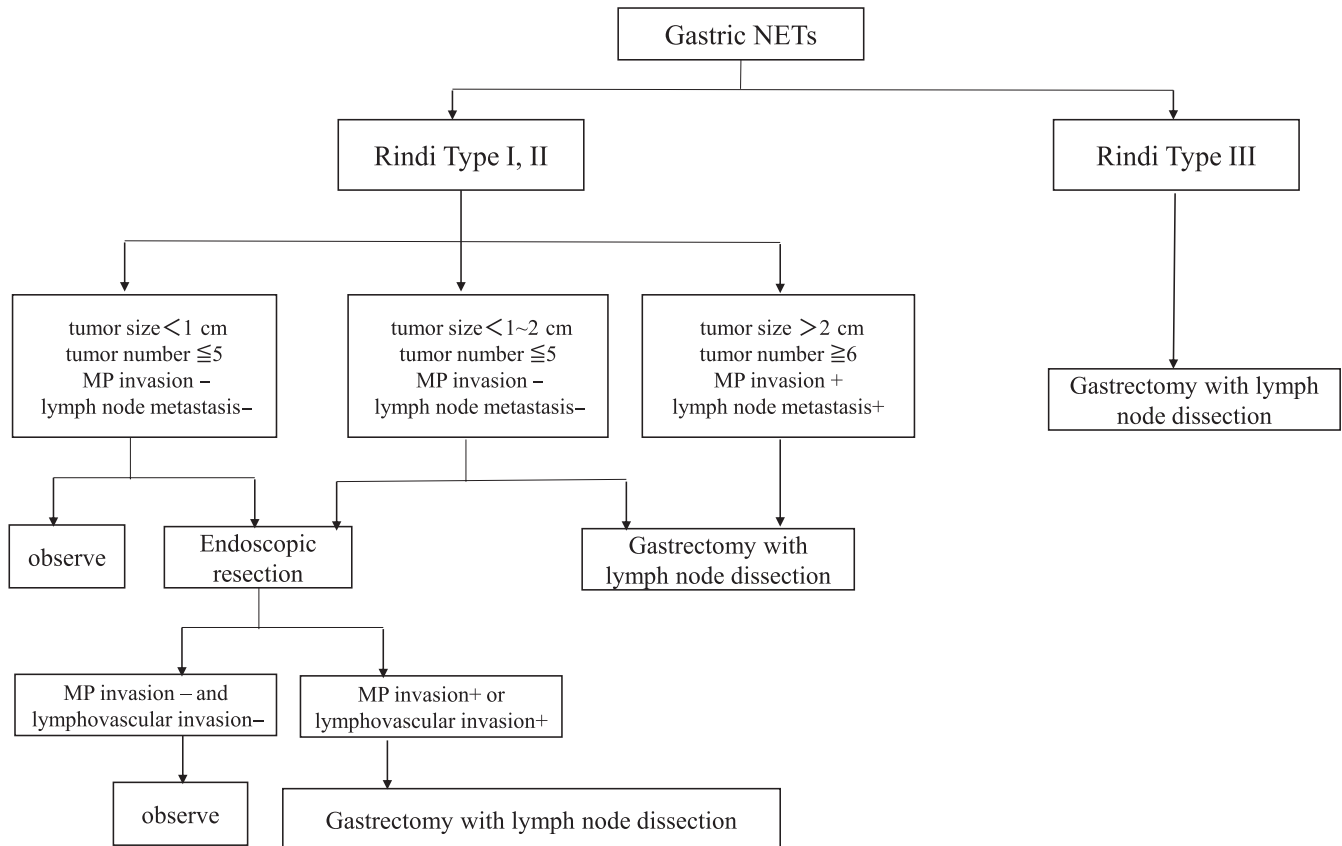 Gastric NETs
Rindi Type I, II
Rindi Type III
tumor size<1 cm
tumor number ≦5
MP invasion –
lymph node metastasis–
tumor size<1~2 cm
tumor number ≦5
MP invasion –
lymph node metastasis–
tumor size >2 cm
tumor number ≧6
MP invasion +
lymph node metastasis+
Gastrectomy with lymph
node dissection
observe
Endoscopic
resection
Gastrectomy with
lymph node dissection
MP invasion – and
lymphovascular invasion–
MP invasion+ or
lymphovascular invasion+
observe
Gastrectomy with lymph node dissection